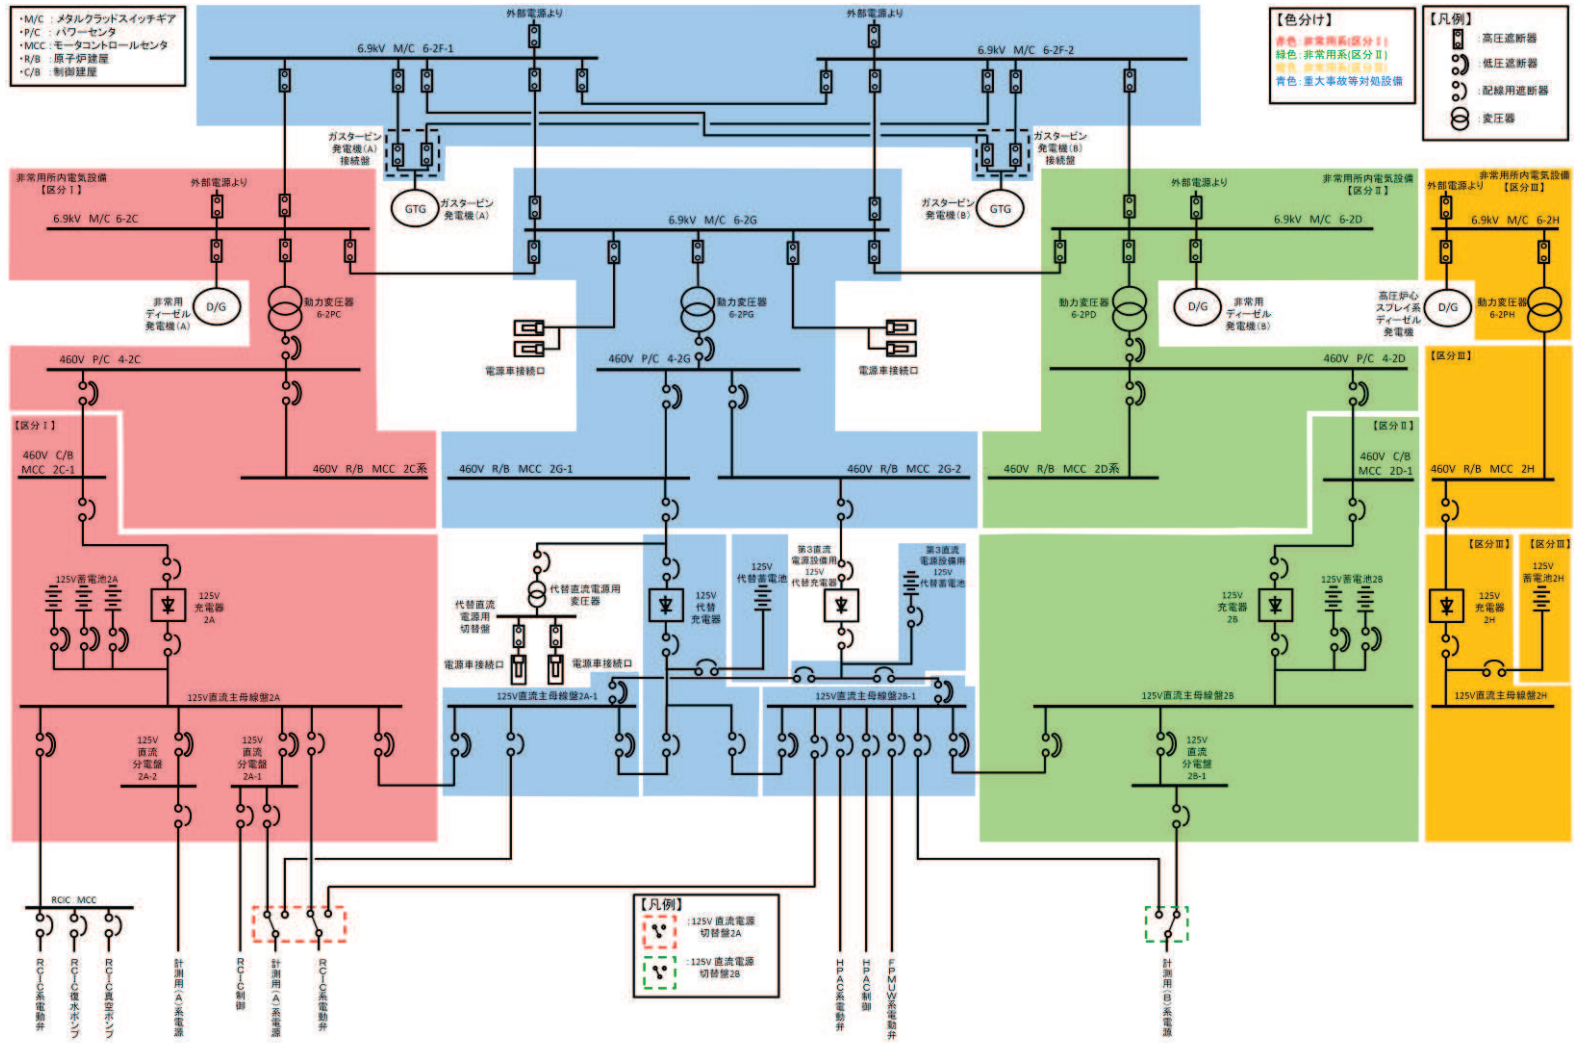 ・M/C：メタルクラッドスイッチギア
・P/C：パワーセンタ
・MCC：モータコントロールセンタ
・R/B：原子炉建屋
・C/B：制御建屋
外部電源より
外部電源より
6.9kV M/C 6-2F-1
6.9kV M/C 6-2F-2
【色分け】
赤色：非常用系(区分Ⅰ)
緑色：非常用系(区分Ⅱ)
橙色：非常用系(区分Ⅲ)
青色：重大事故等対処設備
【凡例】
：高圧遮断器
：低圧遮断器
：配線用遮断器
：変圧器
ガスタービン
発電機(A)
接続盤
ガスタービン
発電機(B)
接続盤
GTG
ガスタービン
発電機(A)
ガスタービン
発電機(B)
GTG
非常用所内電気設備
【区分Ⅰ】
外部電源より
6.9kV M/C 6-2C
6.9kV M/C 6-2G
外部電源より
非常用所内電気設備
【区分Ⅱ】
6.9kV M/C 6-2D
非常用所内電気設備
【区分Ⅲ】
外部電源より
6.9kV M/C 6-2H
非常用
ディーゼル
発電機(A)
D/G
動力変圧器
6-2PC
動力変圧器
6-2PG
動力変圧器
6-2PD
D/G
非常用
ディーゼル
発電機(B)
高圧炉心
スプレイ系
ディーゼル
発電機
D/G
動力変圧器
6-2PH
電源車接続口
電源車接続口
460V P/C 4-2C
460V P/C 4-2G
460V P/C 4-2D
【区分Ⅲ】
【区分Ⅰ】
460V C/B
MCC 2C-1
460V R/B MCC 2C系
460V R/B MCC 2G-1
460V R/B MCC 2G-2
460V R/B MCC 2D系
【区分Ⅱ】
460V C/B
MCC 2D-1
460V R/B MCC 2H
125V蓄電池2A
125V
充電器
2A
代替直流電源用
変圧器
代替直流
電源用
切替盤
電源車接続口
電源車接続口
125V
代替
充電器
125V
代替蓄電池
第3直流
電源設備用
125V
代替充電器
第3直流
電源設備用
125V
代替蓄電池
125V
充電器
2B
125V蓄電池2B
【区分Ⅲ】
125V
充電器
2H
【区分Ⅲ】
125V
蓄電池2H
125V直流主母線盤2A
125V直流主母線盤2A-1
125V直流主母線盤2B-1
125V直流主母線盤2B
125V直流主母線盤2H
125V
直流
分電盤
2A-2
125V
直流
分電盤
2A-1
125V
直流
分電盤
2B-1
RCIC MCC
【凡例】
：125V 直流電源
切替盤2A
：125V 直流電源
切替盤2B
RCIC系電動弁
RCIC復水ポンプ
RCIC真空ポンプ
計測用(A)系電源
RCIC制御
計測用(A)系電源
RCIC系電動弁
HPAC系電動弁
HPAC制御
FPMUW系電動弁
計測用(B)系電源